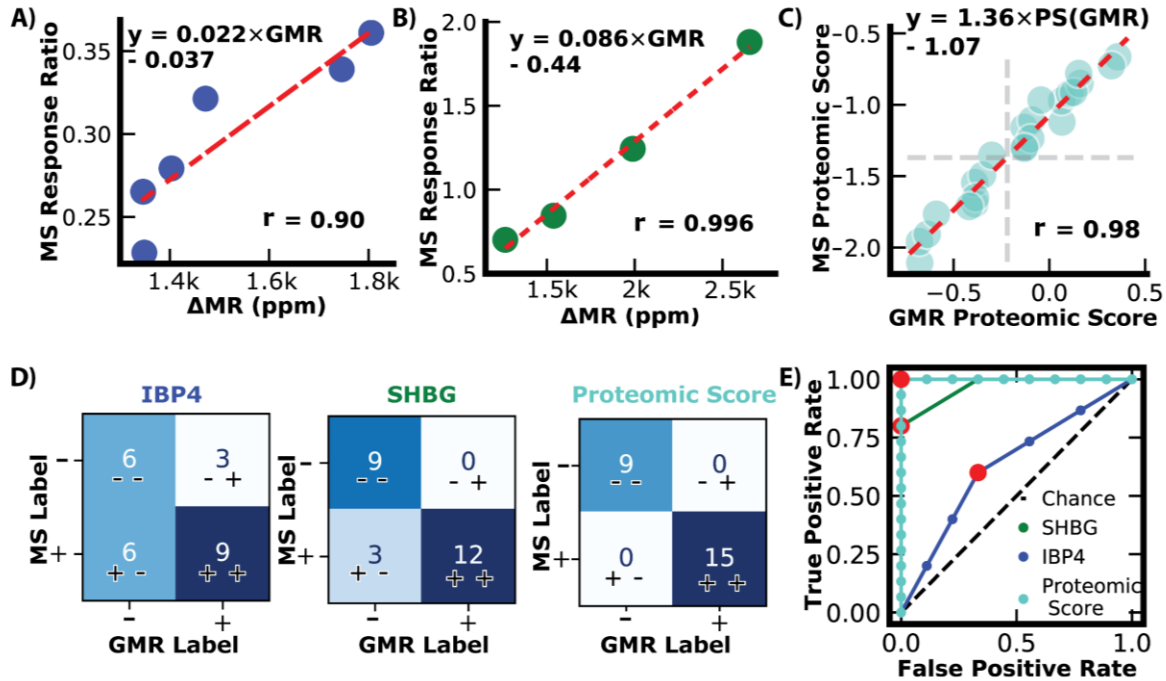 A)
y = 0.022×GMR
- 0.037
0.35
0.30
0.25
MS Response Ratio
r = 0.90
1.4k 1.6k 1.8k
ΔMR (ppm)
B)
y = 0.086×GMR
- 0.44
2.0
1.5
1.0
0.5
MS Response Ratio
r = 0.996
1.5k 2k 2.5k
ΔMR (ppm)
C)
y = 1.36×PS(GMR)
- 1.07
−0.5
−1.0
−1.5
−2.0
MS Proteomic Score
r = 0.98
−0.5 0.0 0.5
GMR Proteomic Score
D)
IBP4
MS Label
-
+
6 3
- - - +
6 9
+ - + +
- +
GMR Label
SHBG
MS Label
-
+
9 0
- - - +
3 12
+ - + +
- +
GMR Label
Proteomic Score
MS Label
-
+
9 0
- - - +
0 15
+ - + +
- +
GMR Label
E)
True Positive Rate
1.00
0.75
0.50
0.25
0.00
Chance
SHBG
IBP4
Proteomic
Score
0.0 0.5 1.0
False Positive Rate